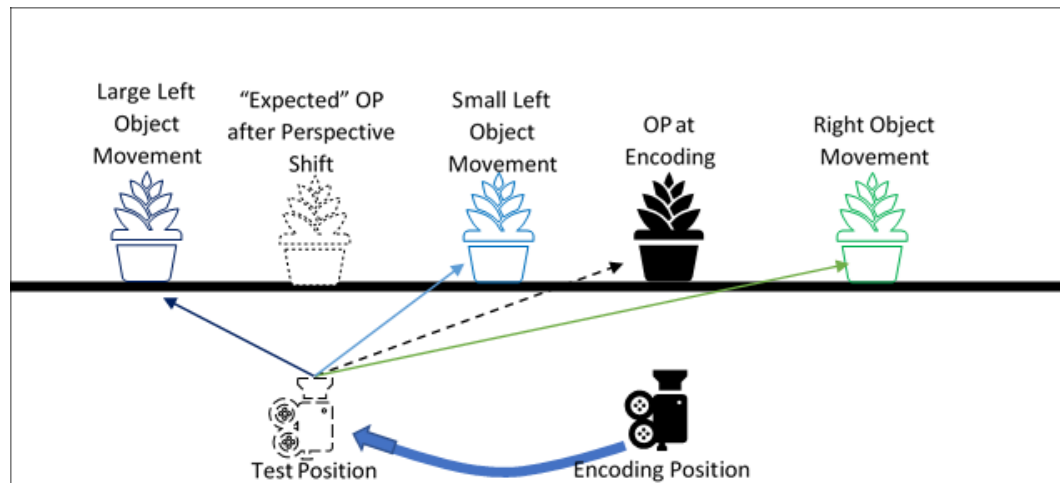 Large Left
Object
Movement
“Expected” OP
after Perspective
Shift
Small Left
Object
Movement
OP at
Encoding
Right Object
Movement
Test Position
Encoding Position